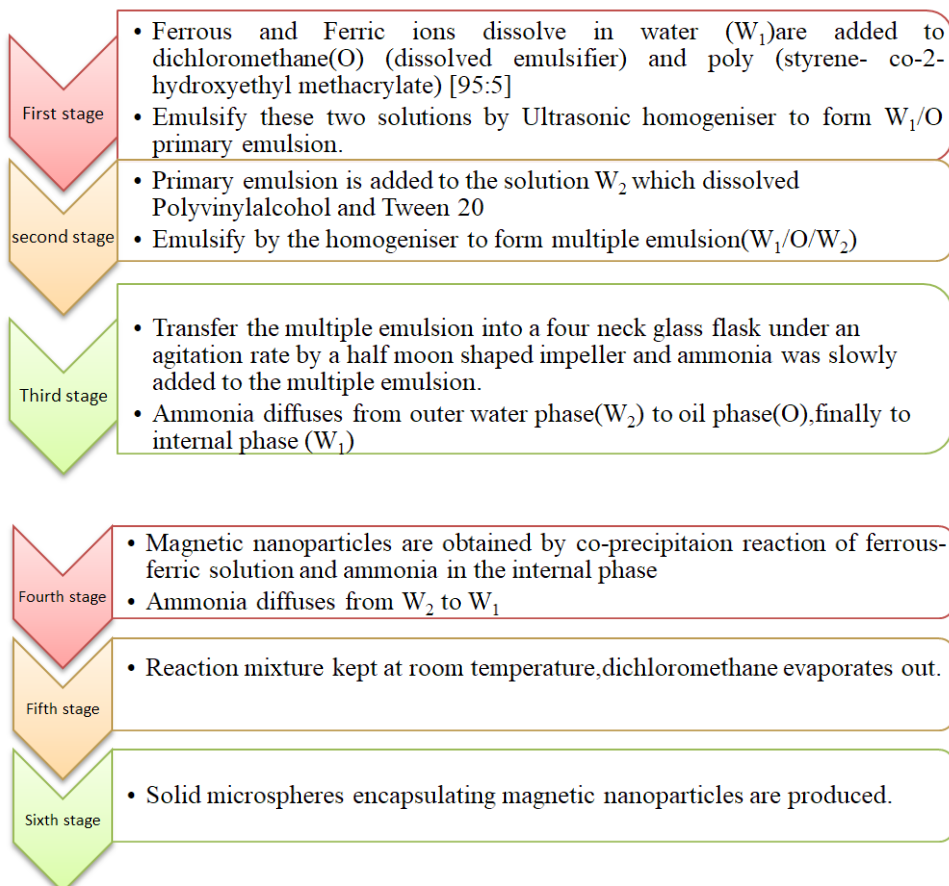 First stage
• Ferrous and Ferric ions dissolve in water (W₁)are added to
dichloromethane(O) (dissolved emulsifier) and poly (styrene- co-2-
hydroxyethyl methacrylate) [95:5]
• Emulsify these two solutions by Ultrasonic homogeniser to form W₁/O
primary emulsion.
second stage
• Primary emulsion is added to the solution W₂ which dissolved
Polyvinylalcohol and Tween 20
• Emulsify by the homogeniser to form multiple emulsion(W₁/O/W₂)
Third stage
• Transfer the multiple emulsion into a four neck glass flask under an
agitation rate by a half moon shaped impeller and ammonia was slowly
added to the multiple emulsion.
• Ammonia diffuses from outer water phase(W₂) to oil phase(O),finally to
internal phase (W₁)
Fourth stage
• Magnetic nanoparticles are obtained by co-precipitaion reaction of ferrous-
ferric solution and ammonia in the internal phase
• Ammonia diffuses from W₂ to W₁
Fifth stage
• Reaction mixture kept at room temperature,dichloromethane evaporates out.
Sixth stage
• Solid microspheres encapsulating magnetic nanoparticles are produced.